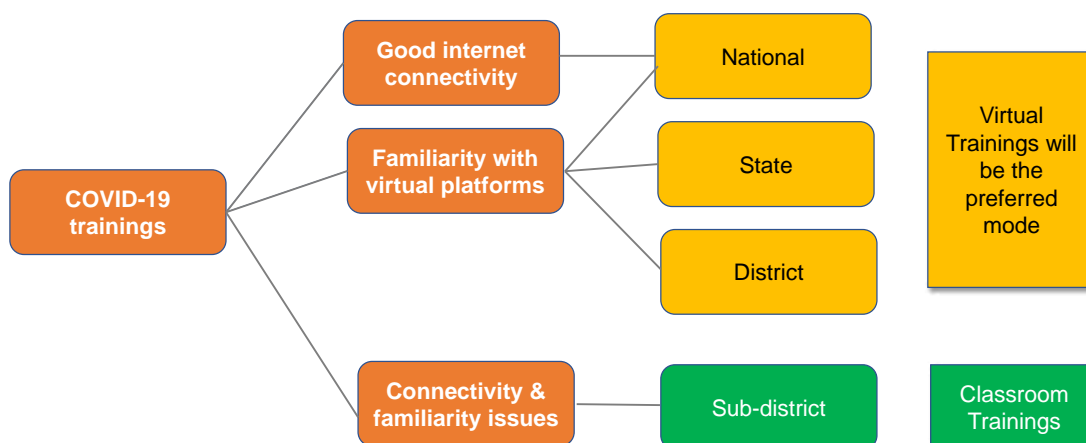 Good internet
connectivity
National
Familiarity with
virtual platforms
State
COVID-19
trainings
District
Virtual
Trainings will
be the
preferred
mode
Connectivity &
familiarity issues
Sub-district
Classroom
Trainings